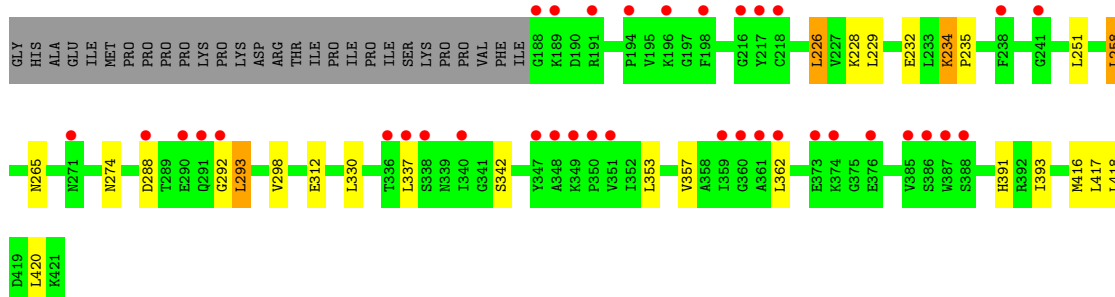 GLY HIS ALA GLU ILE MET PRO PRO PRO PRO PRO LYS PRO LYS ASP ARG THR ILE PRO PRO ILE PRO ILE SER LYS PRO PRO VAL PHE ILE G188 K189 D190 R191 P194 V195 K196 G197 F198 G216 Y217 C218 L226 V227 K228 L229 E232 L233 K234 P235 F238 G241 L251 L258
N265 N271 N274 D288 T289 E290 Q291 G292 L293 V298 E312 L330 T336 L337 S338 N339 I340 G341 S342 Y347 A348 K349 P350 V351 I352 L353 V357 A358 I359 G360 A361 L362 E373 K374 G375 E376 V385 S386 W387 S388 H391 R392 I393 M416 L417 L418
D419 L420 K421